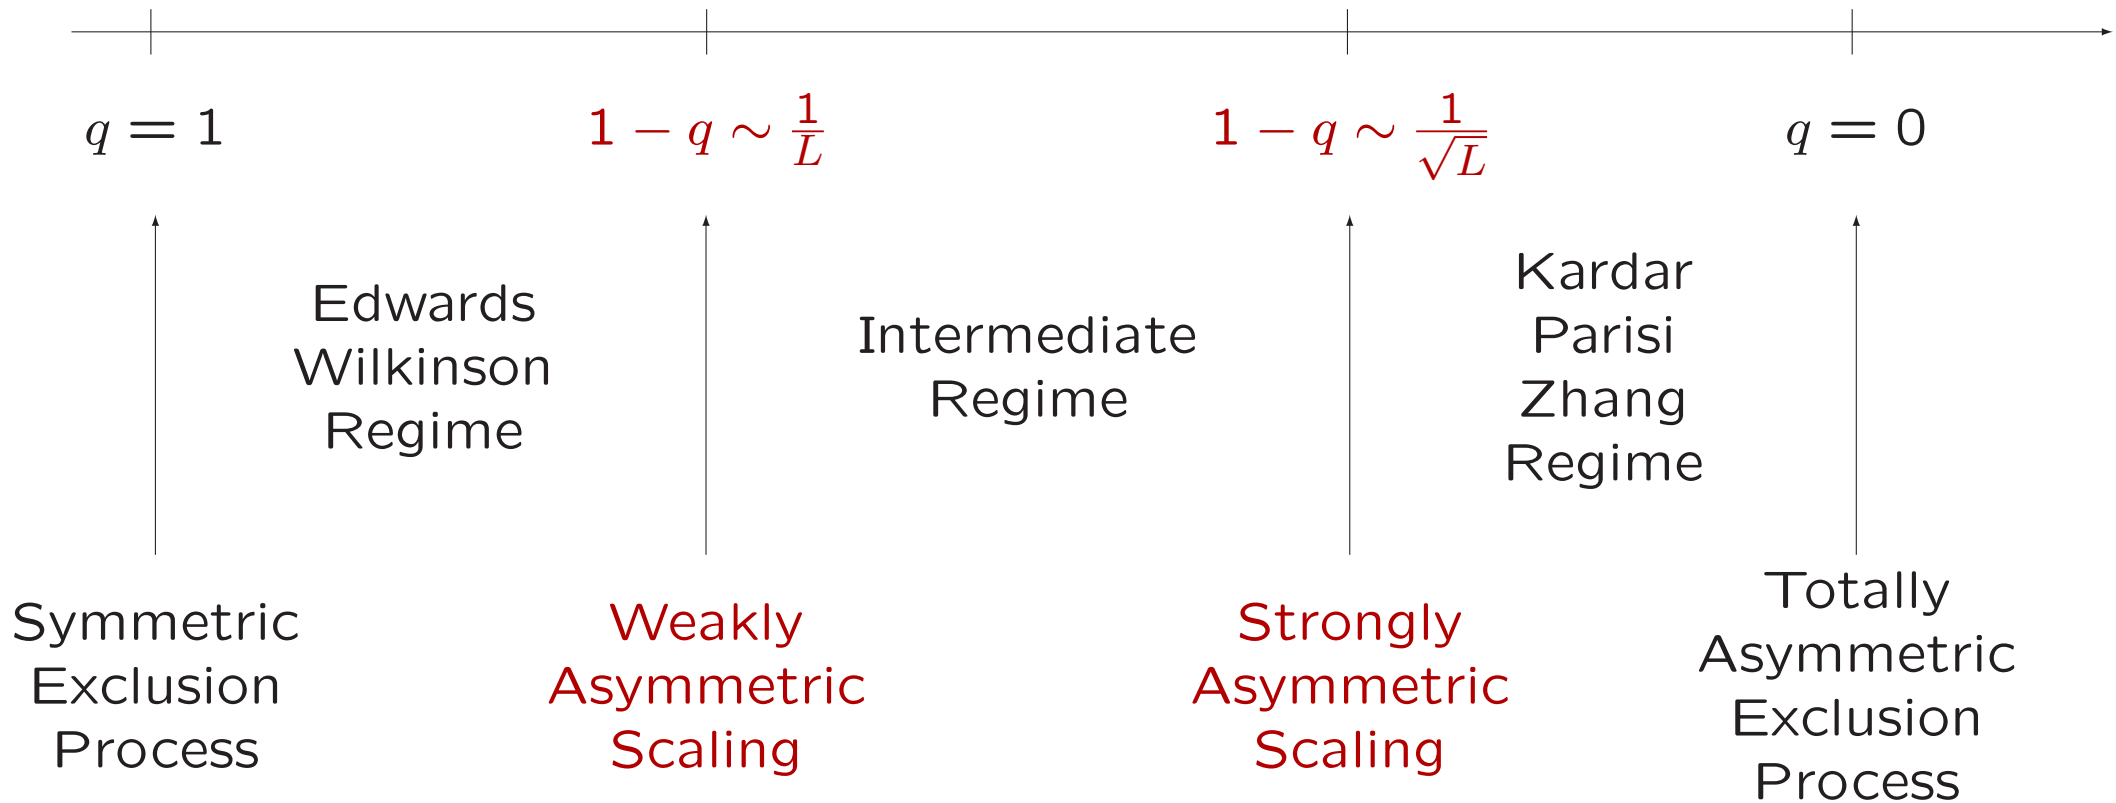 q = 1
1 − q ∼ 1/L
1 − q ∼ 1/√L
q = 0
Edwards
Wilkinson
Regime
Intermediate
Regime
Kardar
Parisi
Zhang
Regime
Symmetric
Exclusion
Process
Weakly
Asymmetric
Scaling
Strongly
Asymmetric
Scaling
Totally
Asymmetric
Exclusion
Process